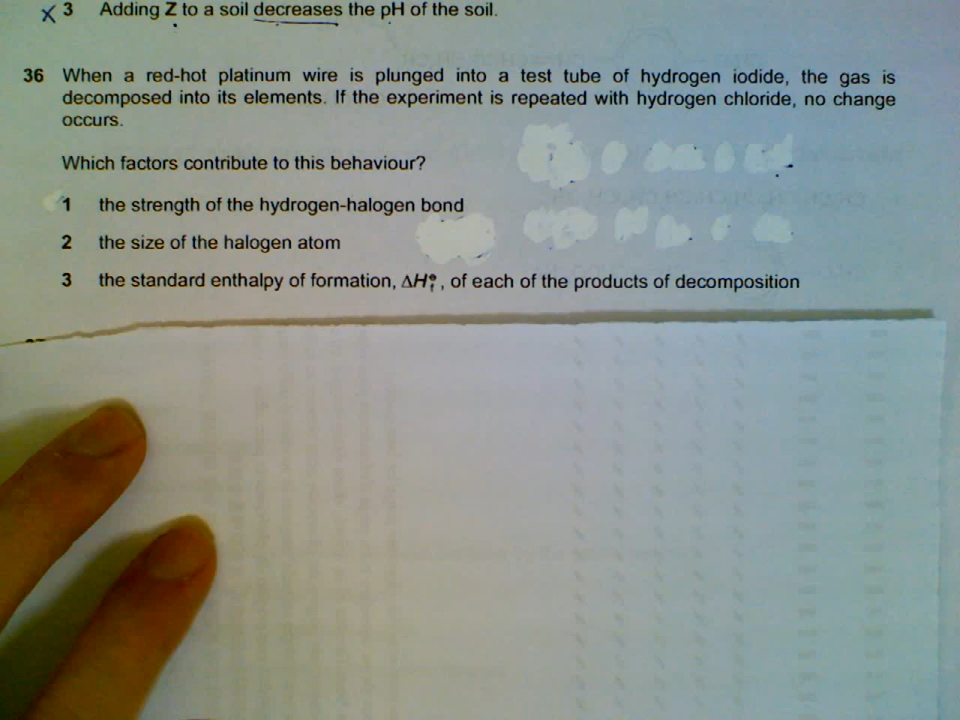 x 3 Adding Z to a soil decreases the pH of the soil.
36 When a red-hot platinum wire is plunged into a test tube of hydrogen iodide, the gas is
decomposed into its elements. If the experiment is repeated with hydrogen chloride, no change
occurs.
Which factors contribute to this behaviour?
1 the strength of the hydrogen-halogen bond
2 the size of the halogen atom
3 the standard enthalpy of formation, ΔH⦵f, of each of the products of decomposition